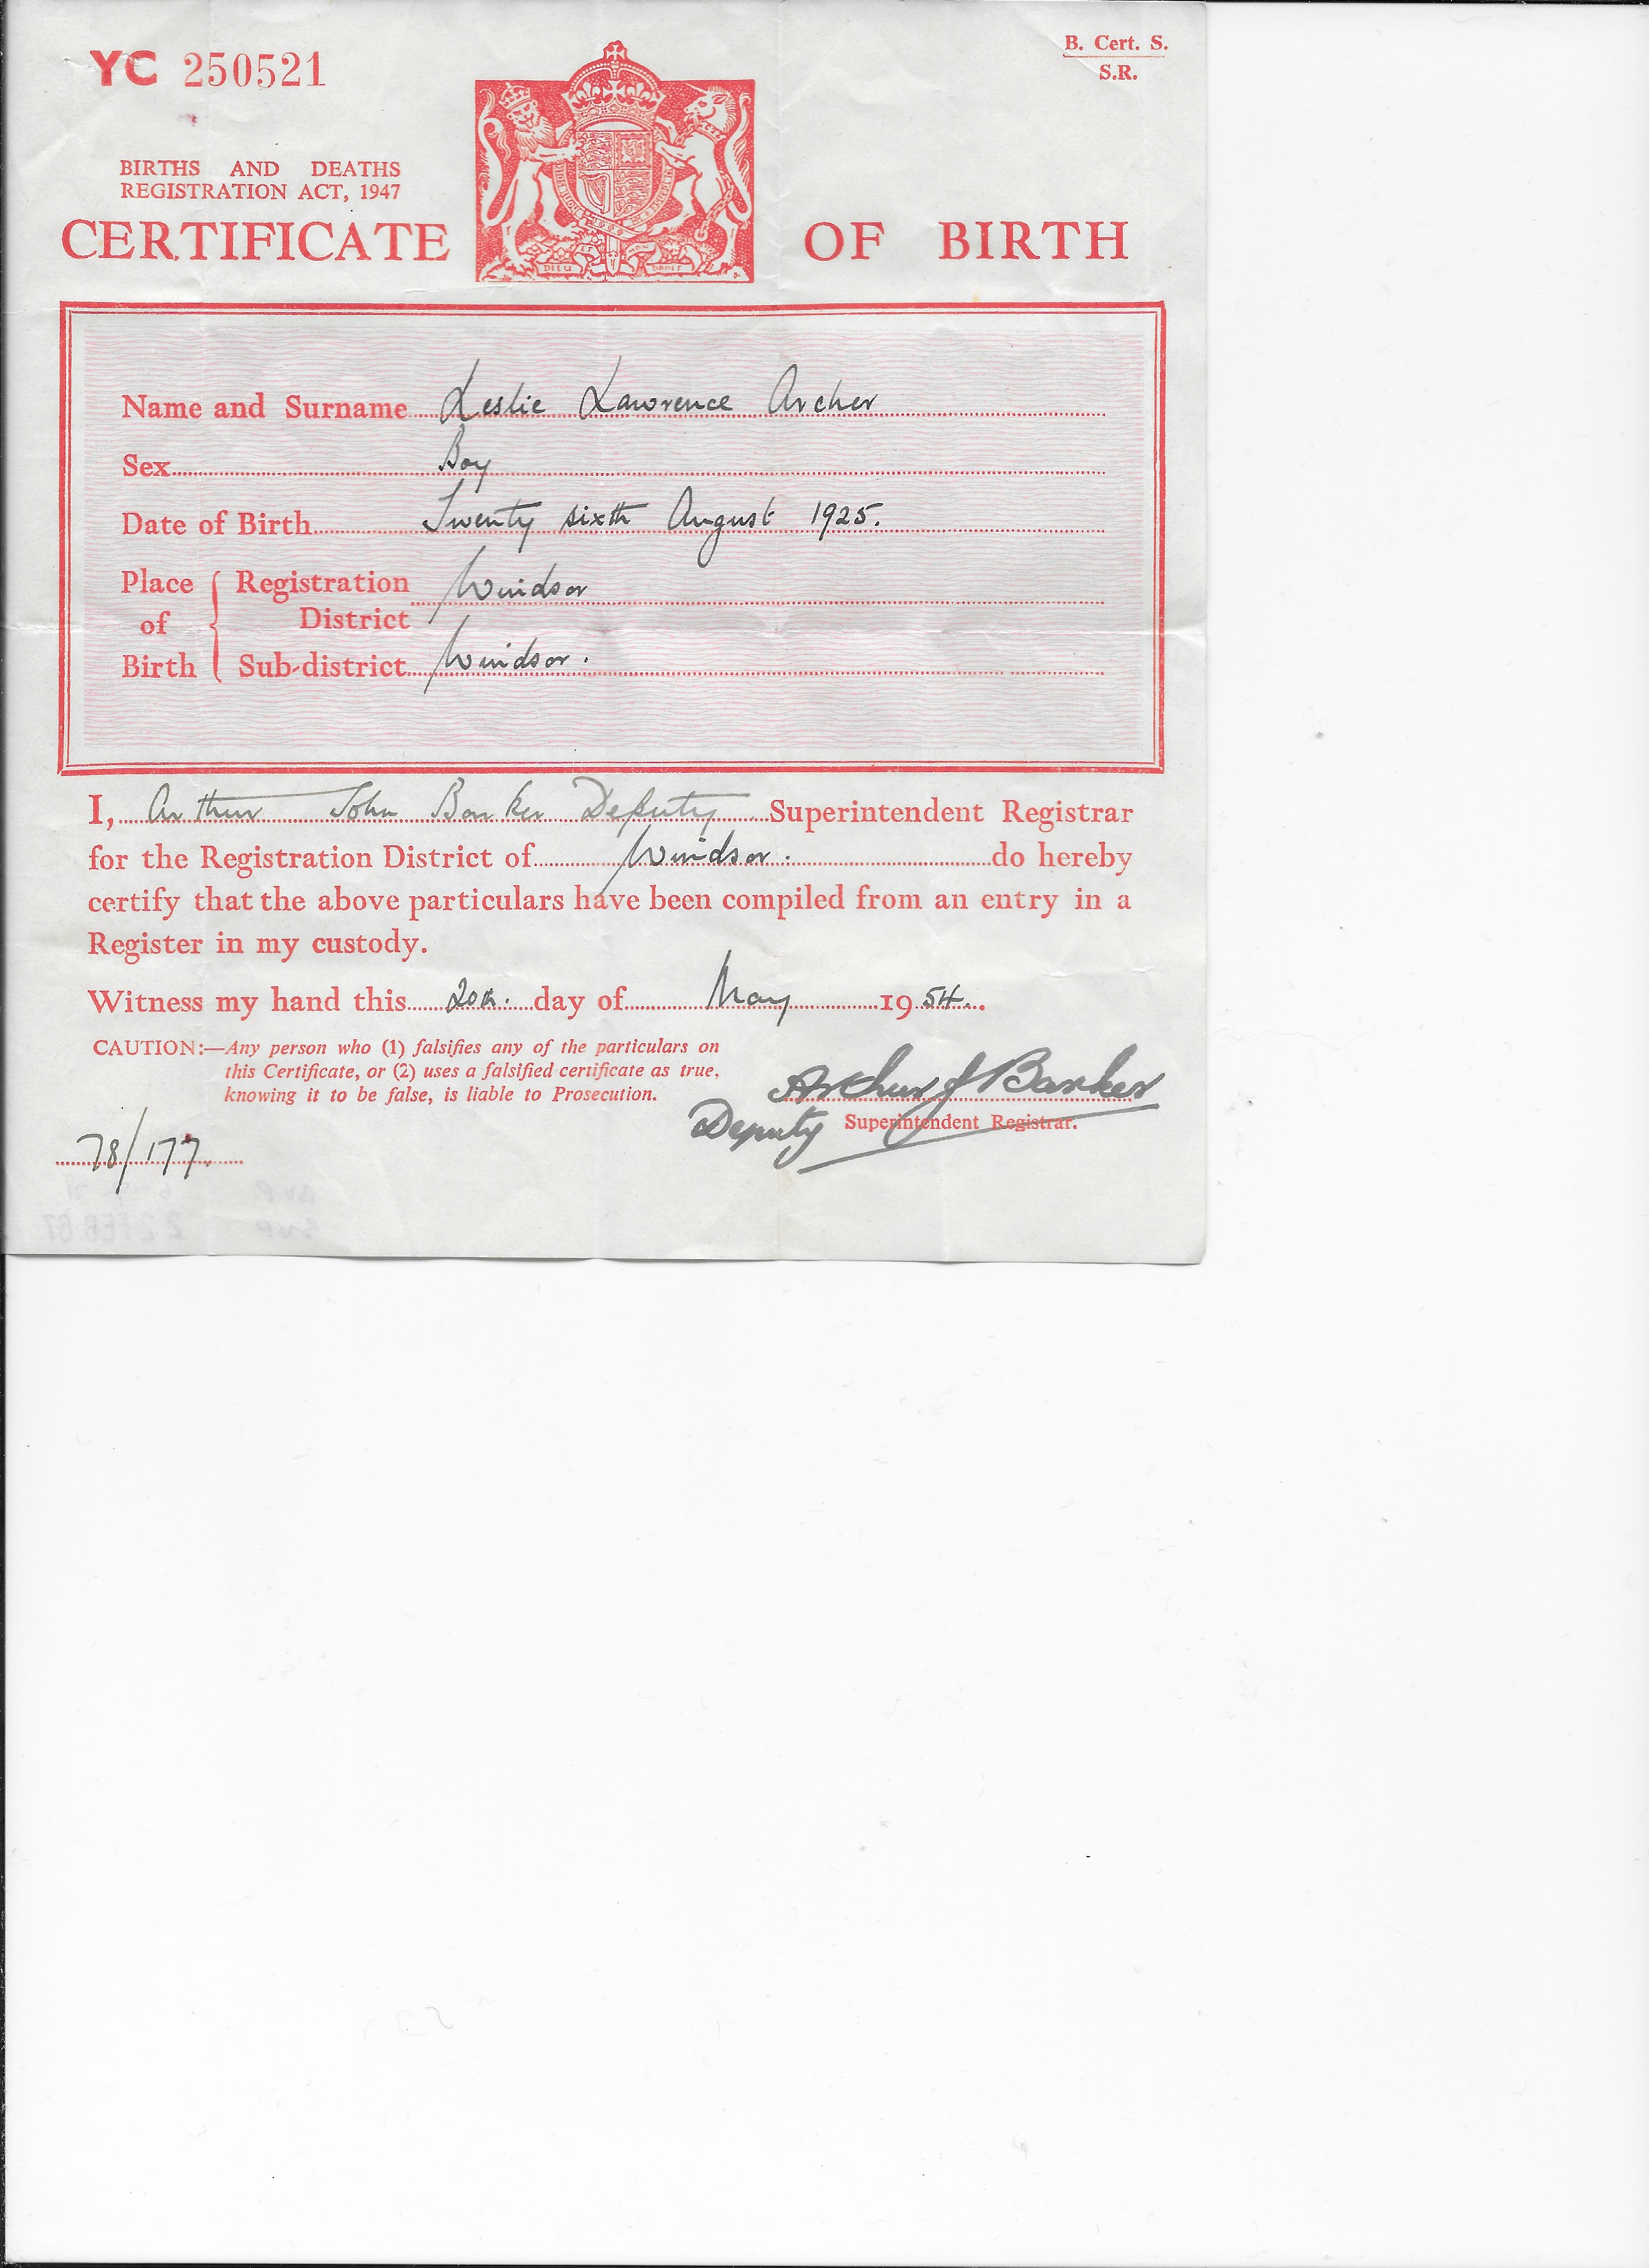 YC 250521
B. Cert. S.
S.R.
BIRTHS AND DEATHS
REGISTRATION ACT, 1947
CERTIFICATE OF BIRTH
DIEU DROIT
Name and Surname Leslie Lawrence Archer
Sex Boy
Date of Birth Twenty sixth August 1925.
Place of Birth
Registration District Windsor
Sub-district Windsor.
I, Arthur John Barker Deputy Superintendent Registrar
for the Registration District of Windsor. do hereby
certify that the above particulars have been compiled from an entry in a
Register in my custody.
Witness my hand this 20th. day of May 1954.
CAUTION:—Any person who (1) falsifies any of the particulars on
this Certificate, or (2) uses a falsified certificate as true,
knowing it to be false, is liable to Prosecution.
Arthur J Barker
Deputy Superintendent Registrar.
78/177.
22 FEB 67